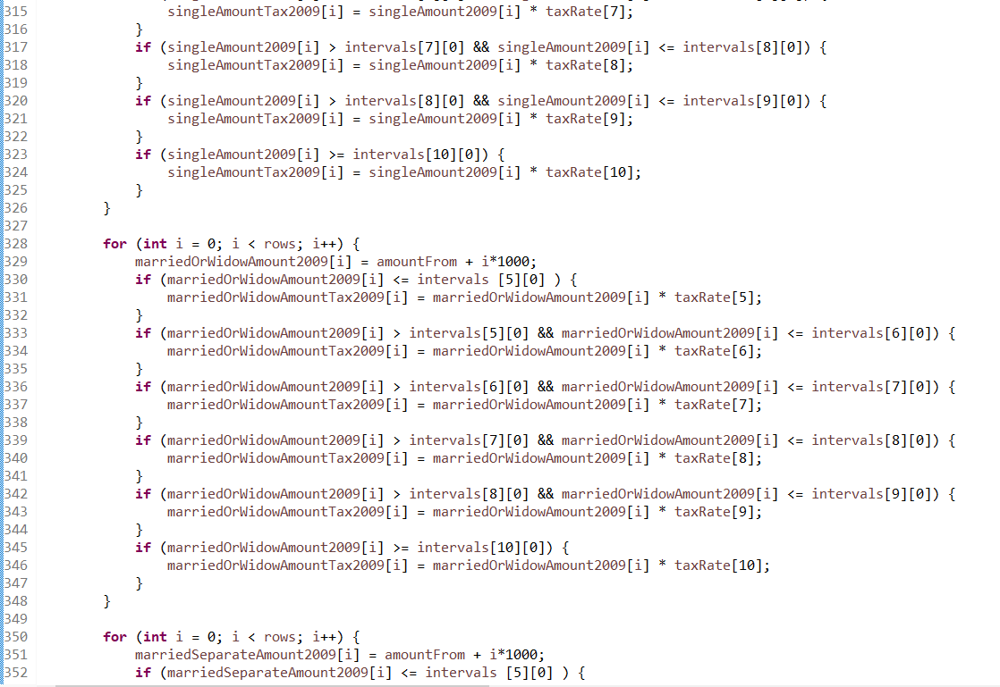 315 singleAmountTax2009[i] = singleAmount2009[i] * taxRate[7];
316 }
317 if (singleAmount2009[i] > intervals[7][0] && singleAmount2009[i] <= intervals[8][0]) {
318 singleAmountTax2009[i] = singleAmount2009[i] * taxRate[8];
319 }
320 if (singleAmount2009[i] > intervals[8][0] && singleAmount2009[i] <= intervals[9][0]) {
321 singleAmountTax2009[i] = singleAmount2009[i] * taxRate[9];
322 }
323 if (singleAmount2009[i] >= intervals[10][0]) {
324 singleAmountTax2009[i] = singleAmount2009[i] * taxRate[10];
325 }
326 }
327
328 for (int i = 0; i < rows; i++) {
329 marriedOrWidowAmount2009[i] = amountFrom + i*1000;
330 if (marriedOrWidowAmount2009[i] <= intervals [5][0] ) {
331 marriedOrWidowAmountTax2009[i] = marriedOrWidowAmount2009[i] * taxRate[5];
332 }
333 if (marriedOrWidowAmount2009[i] > intervals[5][0] && marriedOrWidowAmount2009[i] <= intervals[6][0]) {
334 marriedOrWidowAmountTax2009[i] = marriedOrWidowAmount2009[i] * taxRate[6];
335 }
336 if (marriedOrWidowAmount2009[i] > intervals[6][0] && marriedOrWidowAmount2009[i] <= intervals[7][0]) {
337 marriedOrWidowAmountTax2009[i] = marriedOrWidowAmount2009[i] * taxRate[7];
338 }
339 if (marriedOrWidowAmount2009[i] > intervals[7][0] && marriedOrWidowAmount2009[i] <= intervals[8][0]) {
340 marriedOrWidowAmountTax2009[i] = marriedOrWidowAmount2009[i] * taxRate[8];
341 }
342 if (marriedOrWidowAmount2009[i] > intervals[8][0] && marriedOrWidowAmount2009[i] <= intervals[9][0]) {
343 marriedOrWidowAmountTax2009[i] = marriedOrWidowAmount2009[i] * taxRate[9];
344 }
345 if (marriedOrWidowAmount2009[i] >= intervals[10][0]) {
346 marriedOrWidowAmountTax2009[i] = marriedOrWidowAmount2009[i] * taxRate[10];
347 }
348 }
349
350 for (int i = 0; i < rows; i++) {
351 marriedSeparateAmount2009[i] = amountFrom + i*1000;
352 if (marriedSeparateAmount2009[i] <= intervals [5][0] ) {